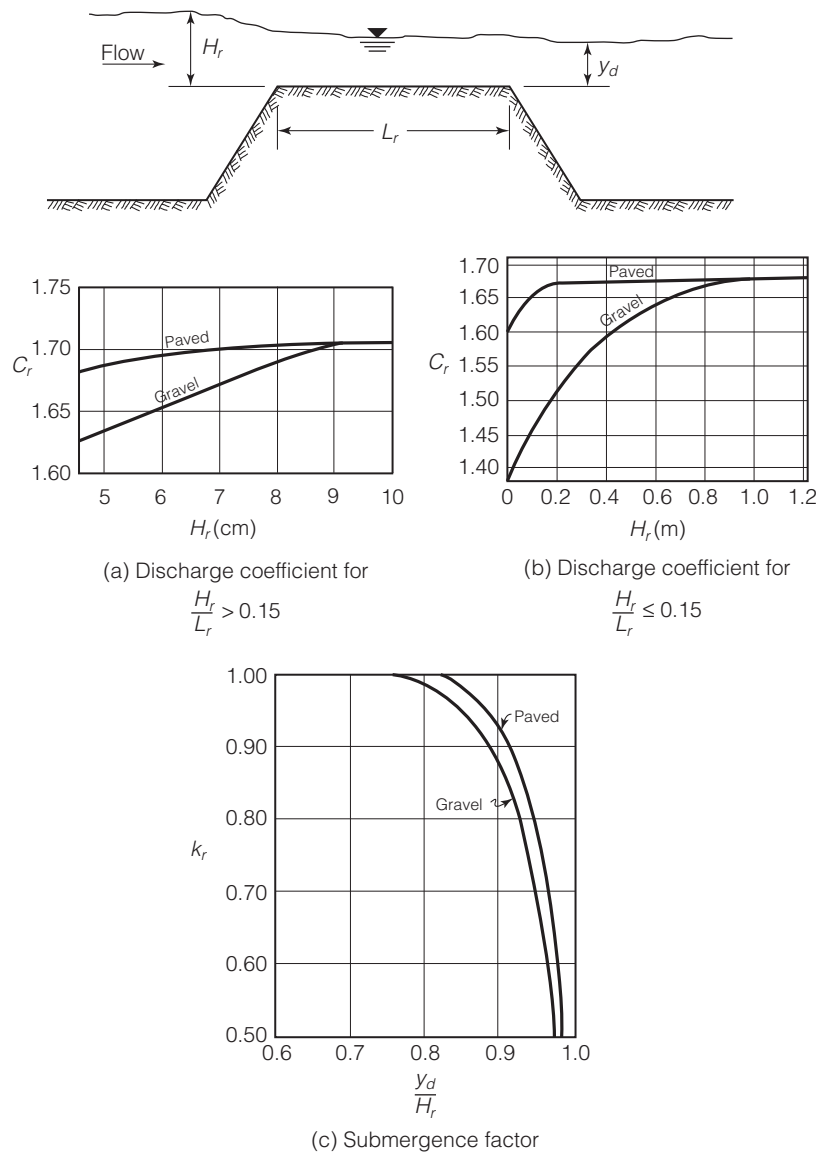 Flow
H_r
y_d
L_r
1.75
1.70
C_r
1.65
1.60
Paved
Gravel
5 6 7 8 9 10
H_r (cm)
(a) Discharge coefficient for
H_r / L_r > 0.15
1.70
1.65
1.60
C_r
1.55
1.50
1.45
1.40
Paved
Gravel
0 0.2 0.4 0.6 0.8 1.0 1.2
H_r (m)
(b) Discharge coefficient for
H_r / L_r ≤ 0.15
1.00
0.90
0.80
k_r
0.70
0.60
0.50
Paved
Gravel
0.6 0.7 0.8 0.9 1.0
y_d / H_r
(c) Submergence factor